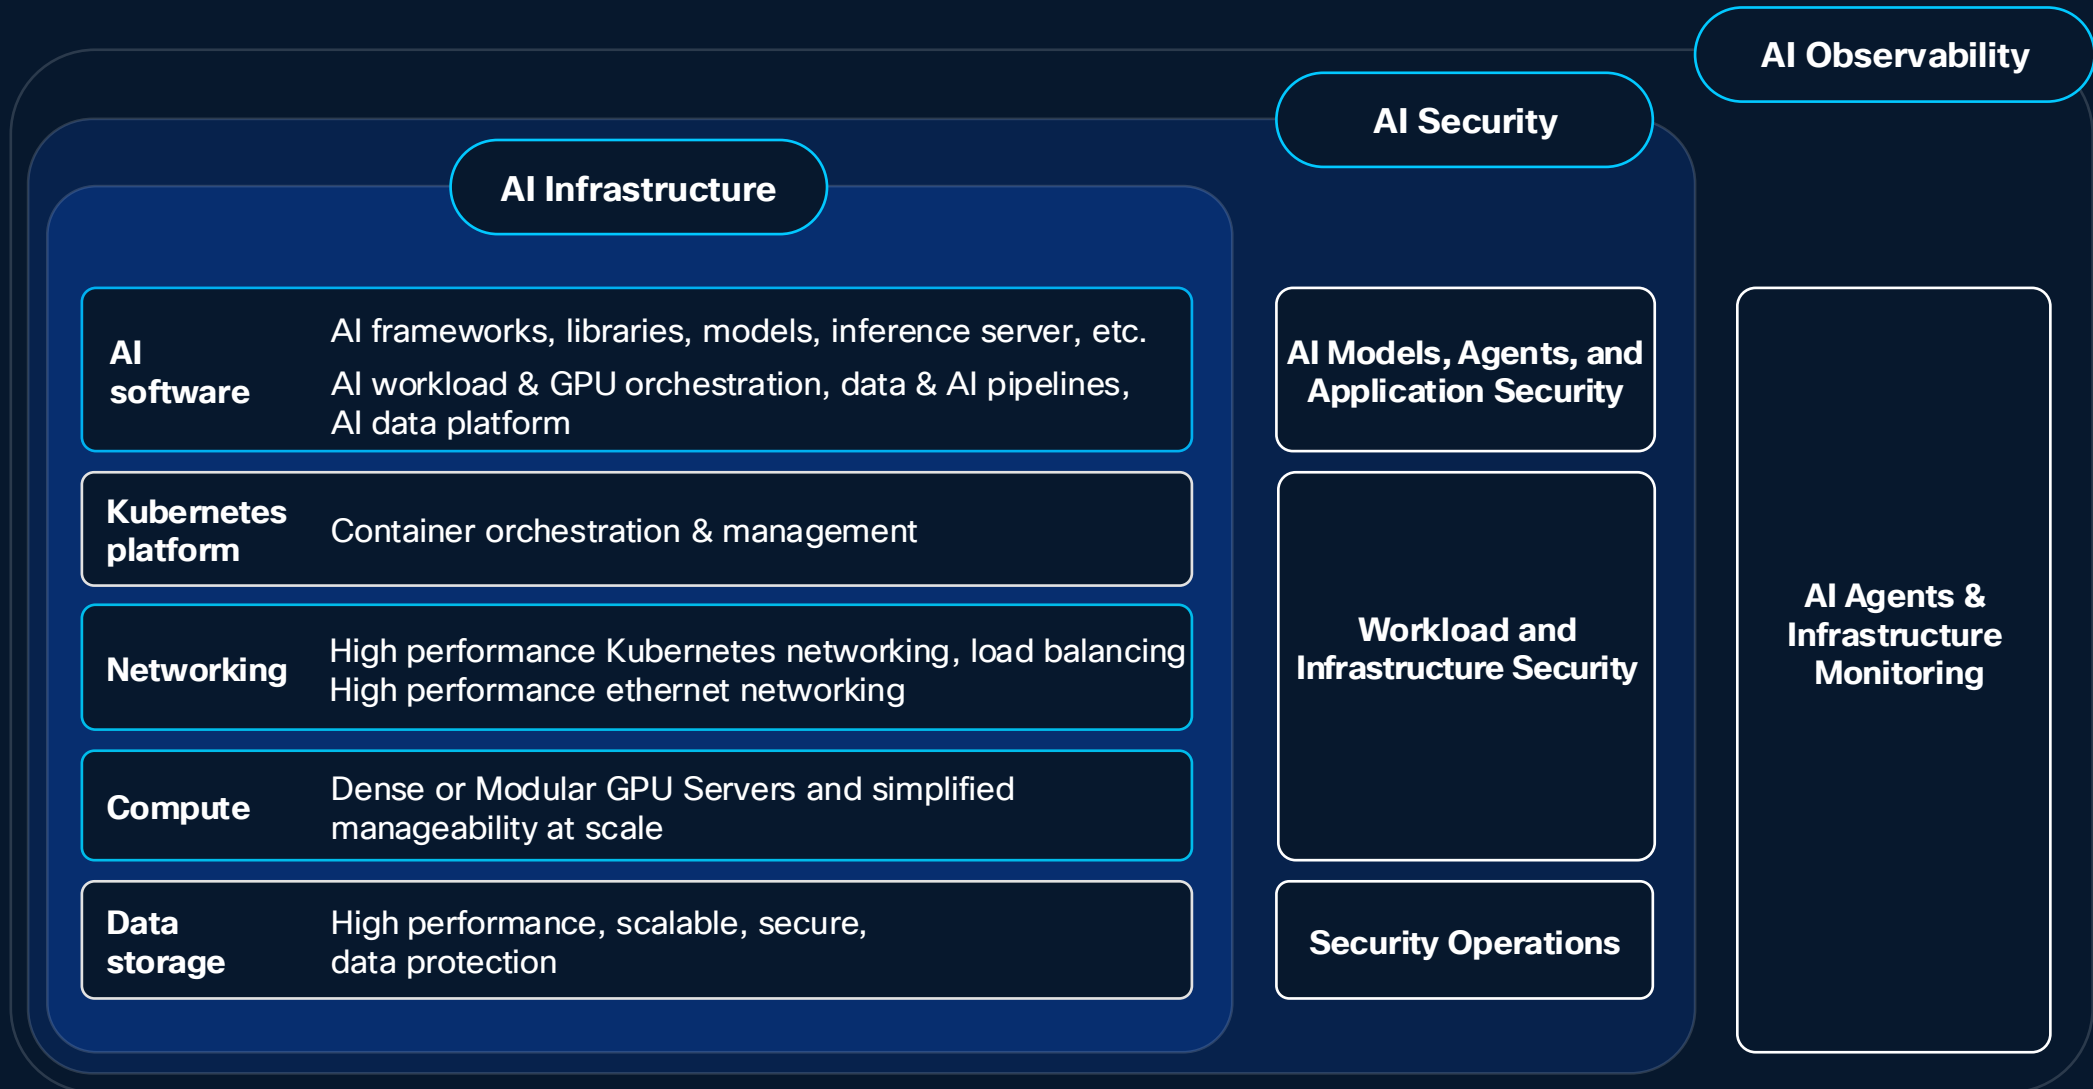 AI Observability
AI Security
AI Infrastructure
AI
software
AI frameworks, libraries, models, inference server, etc.
AI workload & GPU orchestration, data & AI pipelines,
AI data platform
Kubernetes
platform
Container orchestration & management
Networking
High performance Kubernetes networking, load balancing
High performance ethernet networking
Compute
Dense or Modular GPU Servers and simplified
manageability at scale
Data
storage
High performance, scalable, secure,
data protection
AI Models, Agents, and
Application Security
Workload and
Infrastructure Security
Security Operations
AI Agents &
Infrastructure
Monitoring